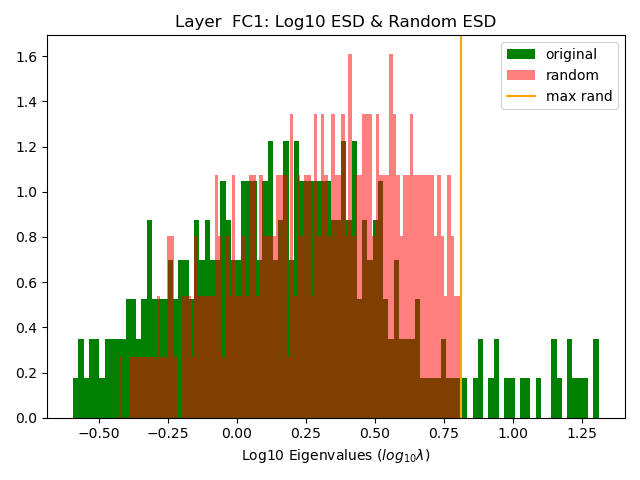 Layer  FC1: Log10 ESD & Random ESD
original
random
max rand
1.6
1.4
1.2
1.0
0.8
0.6
0.4
0.2
0.0
−0.50 −0.25 0.00 0.25 0.50 0.75 1.00 1.25
Log10 Eigenvalues (log₁₀λ)